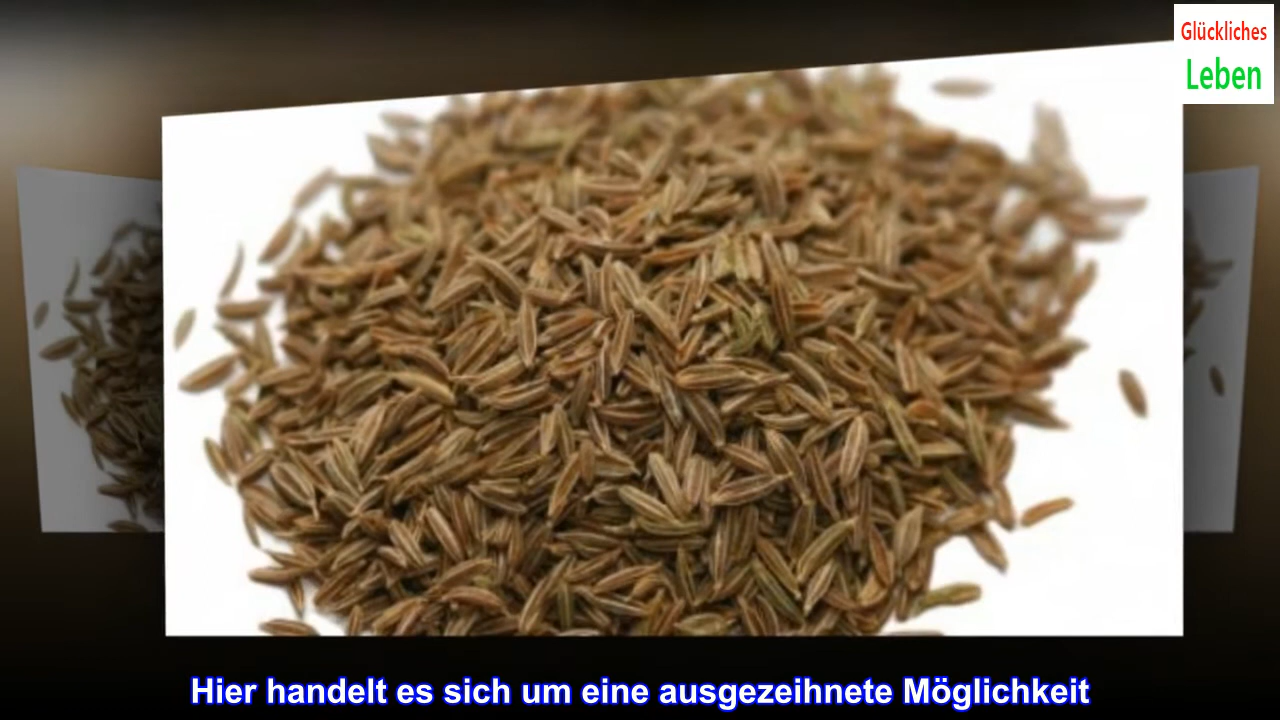 Glückliches
Leben
Hier handelt es sich um eine ausgezeihnete Möglichkeit